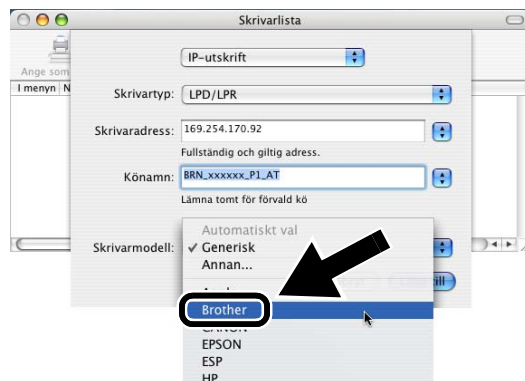 Skrivarlista
IP-utskrift
Ange som
I menyn N
Skrivartyp: LPD/LPR
Skrivaradress: 169.254.170.92
Fullständig och giltig adress.
Könamn: BRN_xxxxxx_P1_AT
Lämna tomt för förvald kö
Automatiskt val
Skrivarmodell: ✓ Generisk
Annan...
Brother
CANON
EPSON
ESP
HP